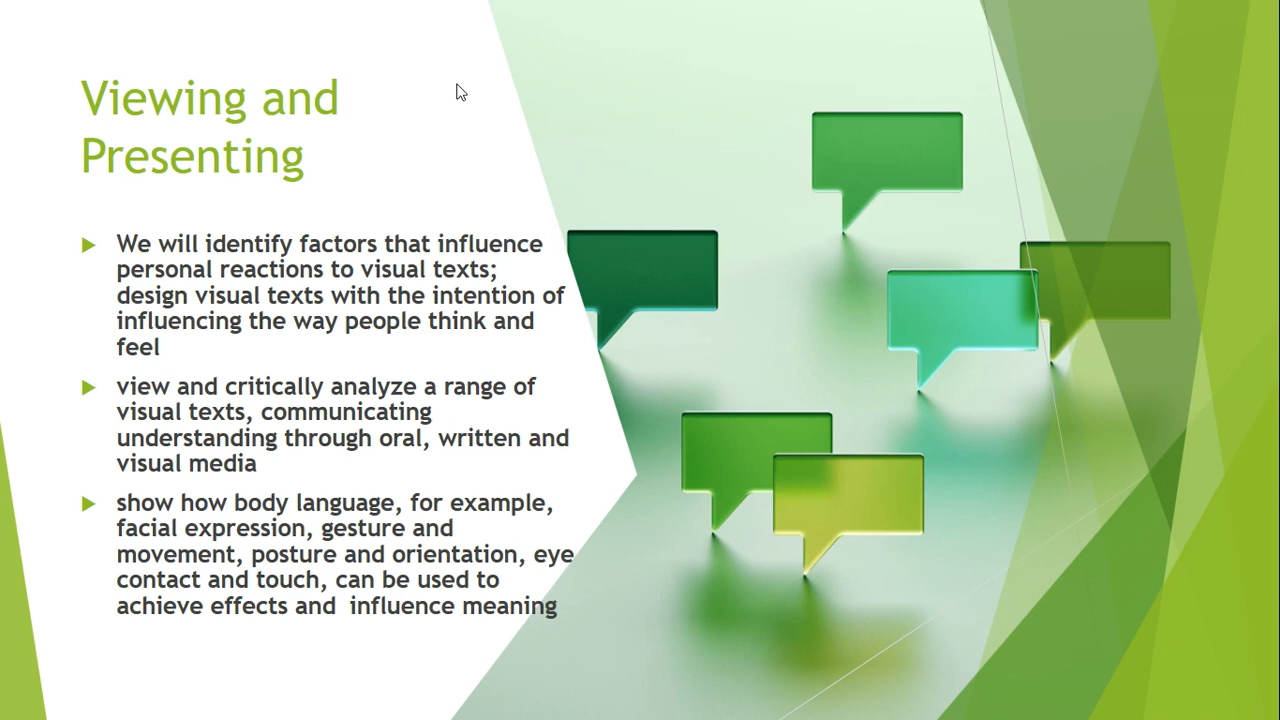 Viewing and
Presenting
We will identify factors that influence
personal reactions to visual texts;
design visual texts with the intention of
influencing the way people think and
feel
view and critically analyze a range of
visual texts, communicating
understanding through oral, written and
visual media
show how body language, for example,
facial expression, gesture and
movement, posture and orientation, eye
contact and touch, can be used to
achieve effects and  influence meaning